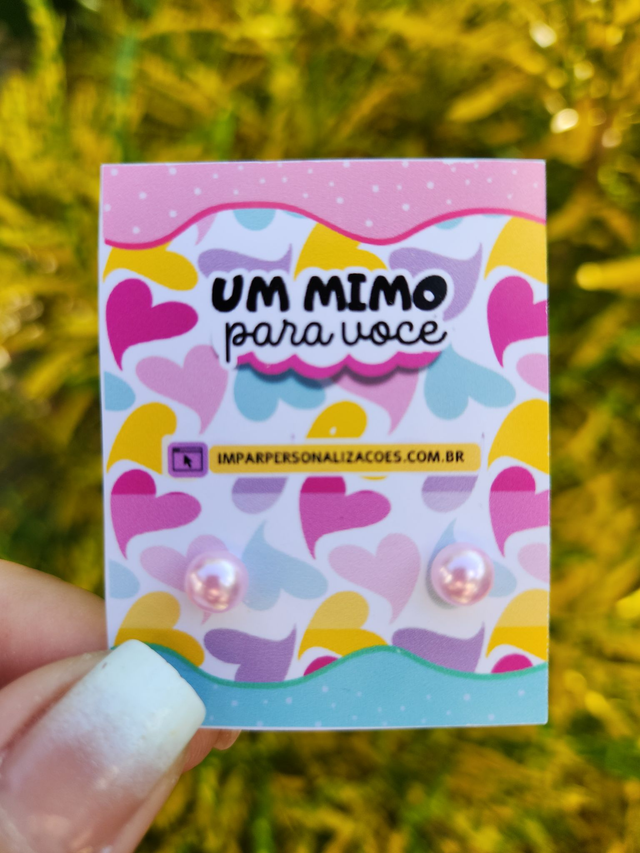 UM MIMO
para voce
IMPARPERSONALIZACOES.COM.BR